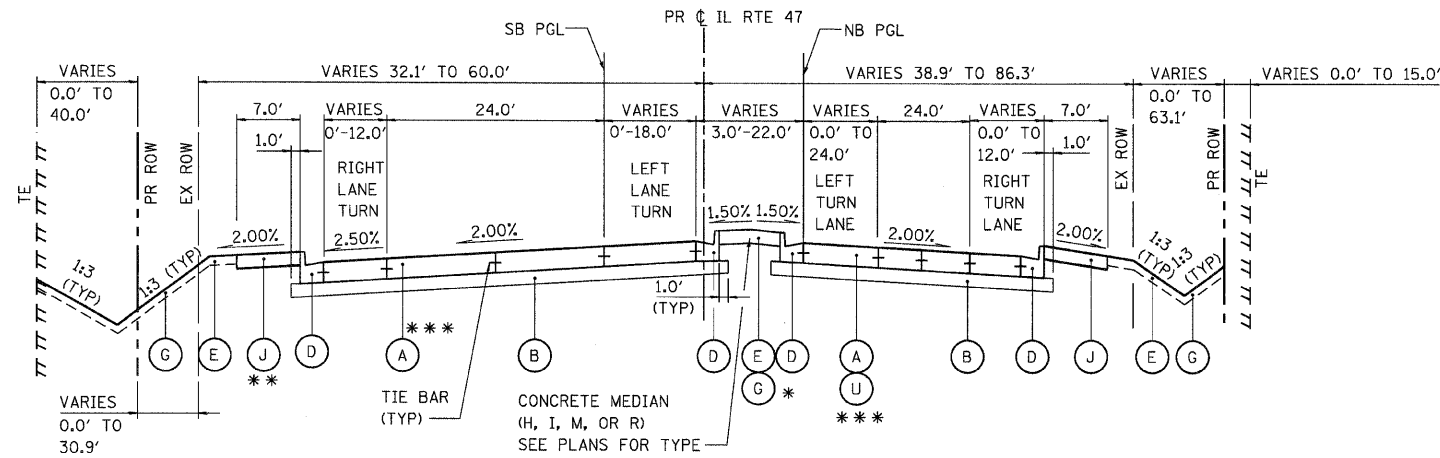 PR ℄ IL RTE 47
SB PGL
NB PGL
VARIES
0.0' TO
40.0'
VARIES 32.1' TO 60.0'
VARIES 38.9' TO 86.3'
VARIES
0.0' TO
63.1'
VARIES 0.0' TO 15.0'
7.0'
VARIES
0'-12.0'
24.0'
VARIES
0'-18.0'
VARIES
3.0'-22.0'
VARIES
0.0' TO
24.0'
24.0'
VARIES
0.0' TO
12.0'
7.0'
1.0'
1.0'
TE
PR ROW
EX ROW
RIGHT
LANE
TURN
LEFT
LANE
TURN
LEFT
TURN
LANE
RIGHT
TURN
LANE
EX ROW
PR ROW
TE
2.00%
2.50%
2.00%
1.50%
1.50%
2.00%
2.00%
1:3
(TYP)
1:3 (TYP)
1:3
(TYP)
1:3
(TYP)
1.0'
(TYP)
G
E
J
**
D
A
***
B
D
E
G
D
*
A
U
***
B
D
J
E
G
TIE BAR
(TYP)
CONCRETE MEDIAN
(H, I, M, OR R)
SEE PLANS FOR TYPE
VARIES
0.0' TO
30.9'